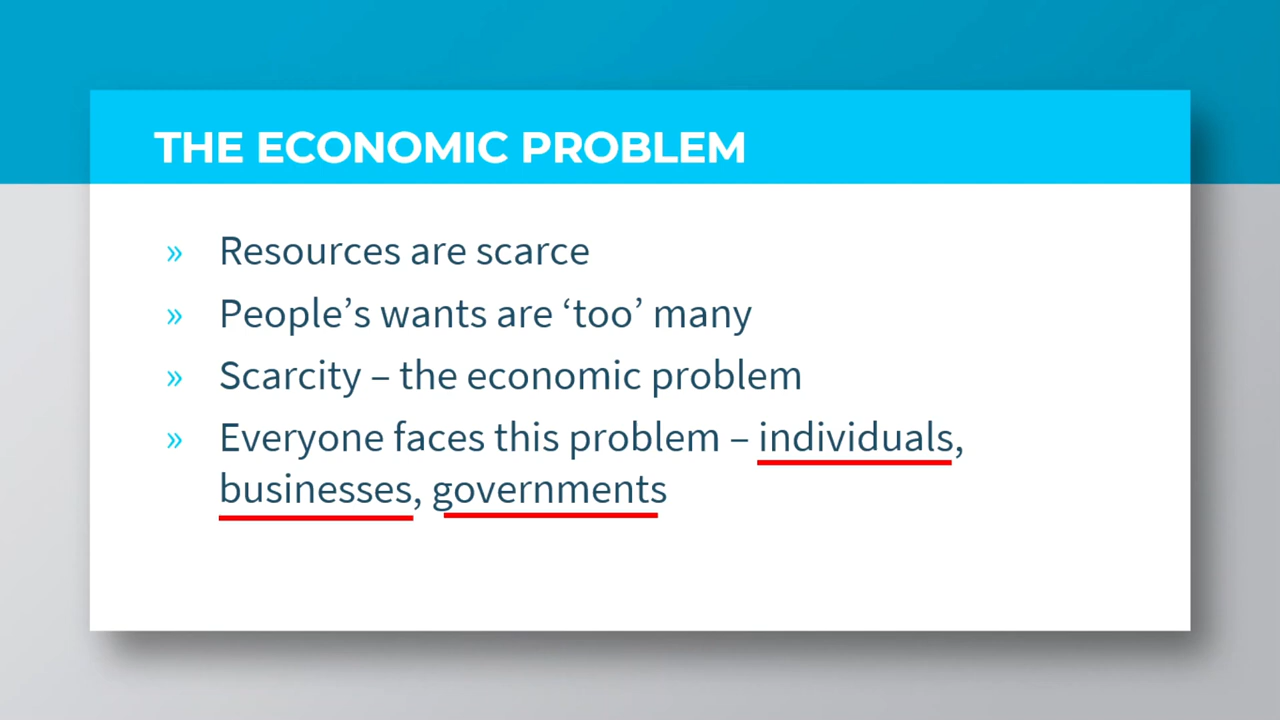 THE ECONOMIC PROBLEM
» Resources are scarce
» People’s wants are ‘too’ many
» Scarcity – the economic problem
» Everyone faces this problem – individuals,
businesses, governments